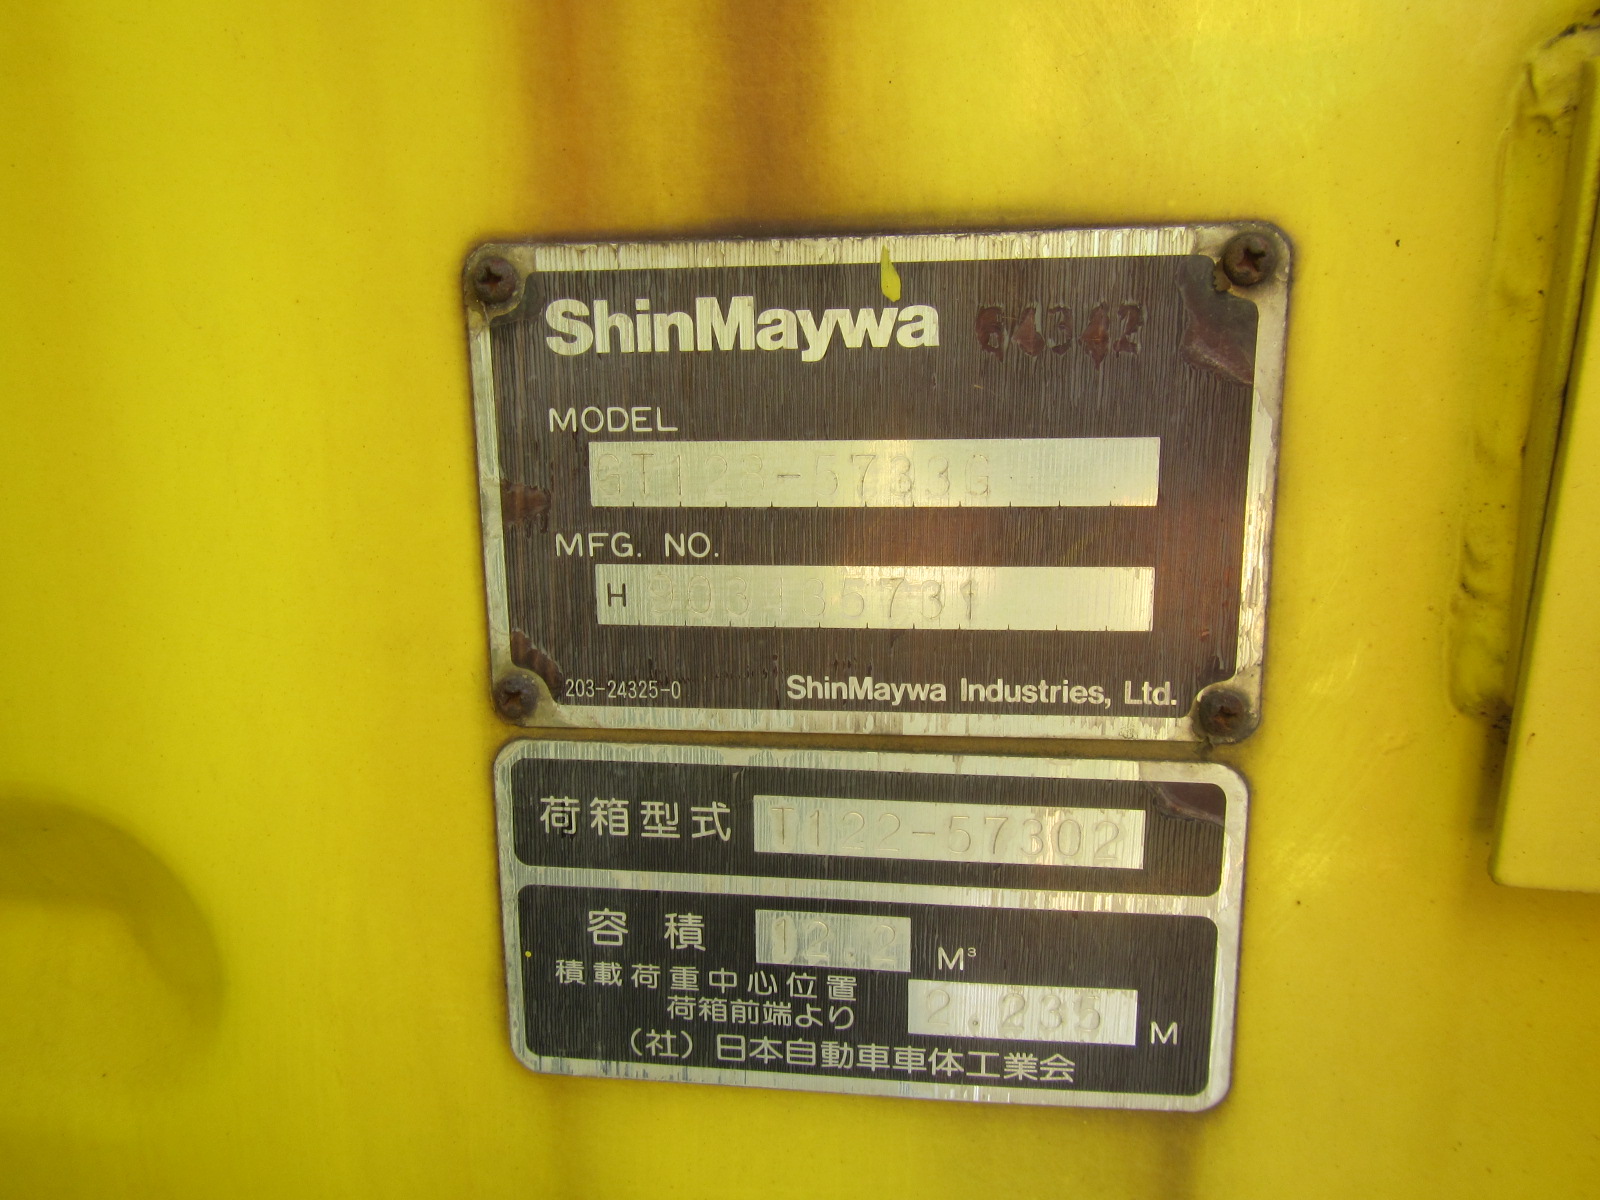 ShinMaywa
MODEL
GT128-5733G
MFG. NO.
H
203-24325-0 ShinMaywa Industries, Ltd.
荷箱型式 T122-57302
容積 12.2 M³
積載荷重中心位置
荷箱前端より 2.235 M
(社)日本自動車車体工業会